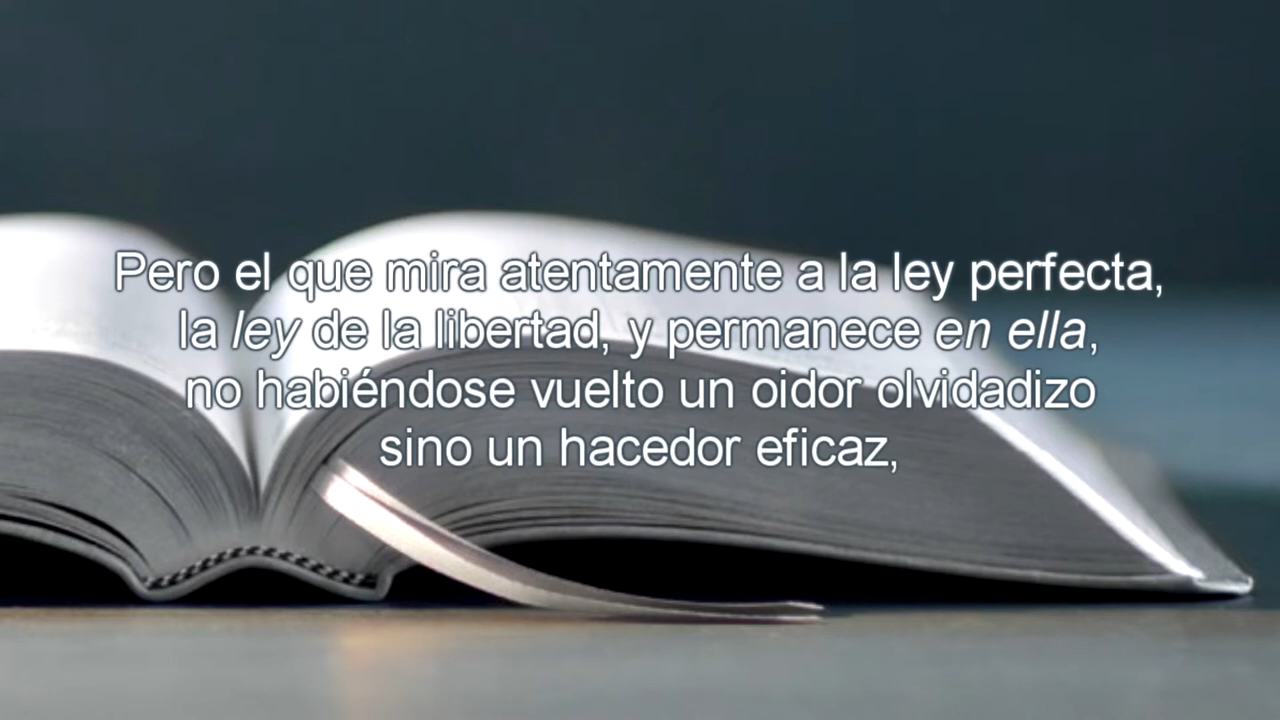 Pero el que mira atentamente a la ley perfecta,
la ley de la libertad, y permanece en ella,
no habiéndose vuelto un oidor olvidadizo
sino un hacedor eficaz,